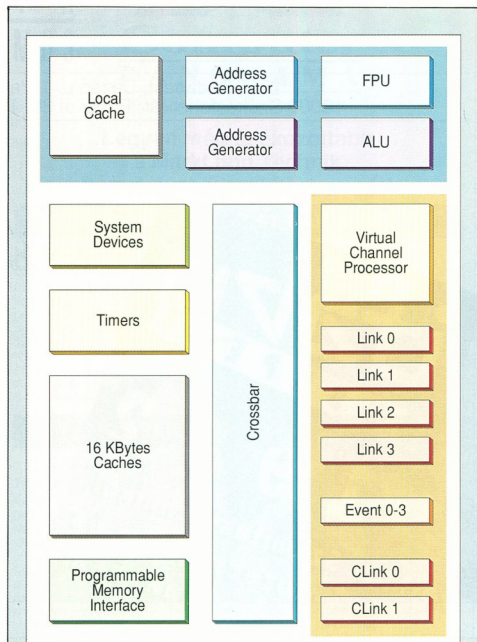 Local
Cache
Address
Generator
FPU
Address
Generator
ALU
System
Devices
Timers
16 KBytes
Caches
Programmable
Memory
Interface
Crossbar
Virtual
Channel
Processor
Link 0
Link 1
Link 2
Link 3
Event 0-3
CLink 0
CLink 1